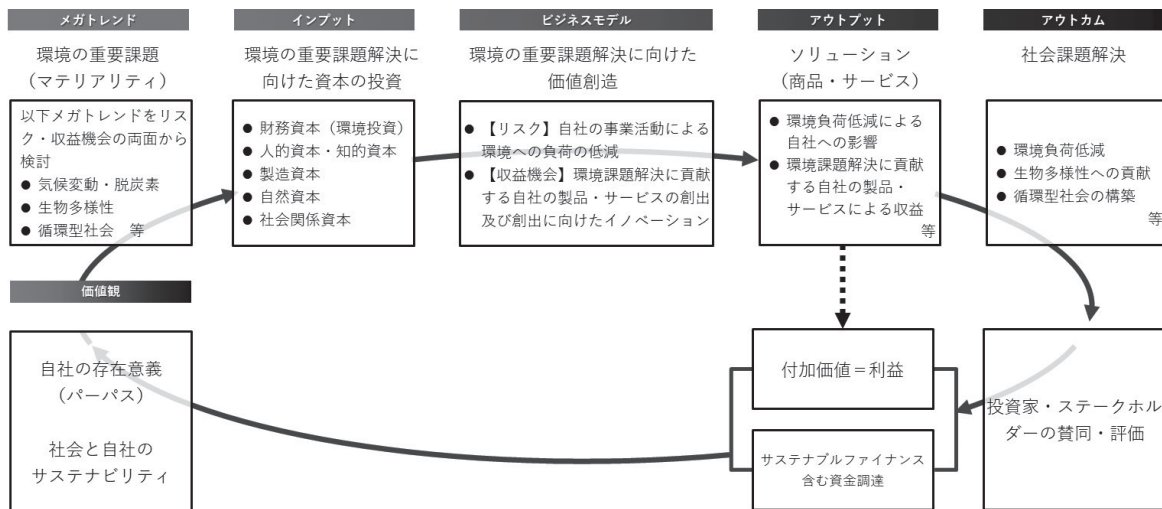 メガトレンド
環境の重要課題
（マテリアリティ）
以下メガトレンドをリス
ク・収益機会の両面から
検討
● 気候変動・脱炭素
● 生物多様性
● 循環型社会　等
インプット
環境の重要課題解決に
向けた資本の投資
● 財務資本（環境投資）
● 人的資本・知的資本
● 製造資本
● 自然資本
● 社会関係資本
ビジネスモデル
環境の重要課題解決に向けた
価値創造
● 【リスク】自社の事業活動による
環境への負荷の低減
● 【収益機会】環境課題解決に貢献
する自社の製品・サービスの創出
及び創出に向けたイノベーション
アウトプット
ソリューション
（商品・サービス）
● 環境負荷低減による
自社への影響
● 環境課題解決に貢献
する自社の製品・
サービスによる収益
等
アウトカム
社会課題解決
● 環境負荷低減
● 生物多様性への貢献
● 循環型社会の構築
等
価値観
自社の存在意義
（パーパス）
社会と自社の
サステナビリティ
付加価値＝利益
サステナブルファイナンス
含む資金調達
投資家・ステークホル
ダーの賛同・評価